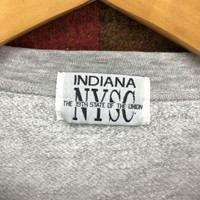 INDIANA
NYSC
THE 19TH STATE OF THE UNION